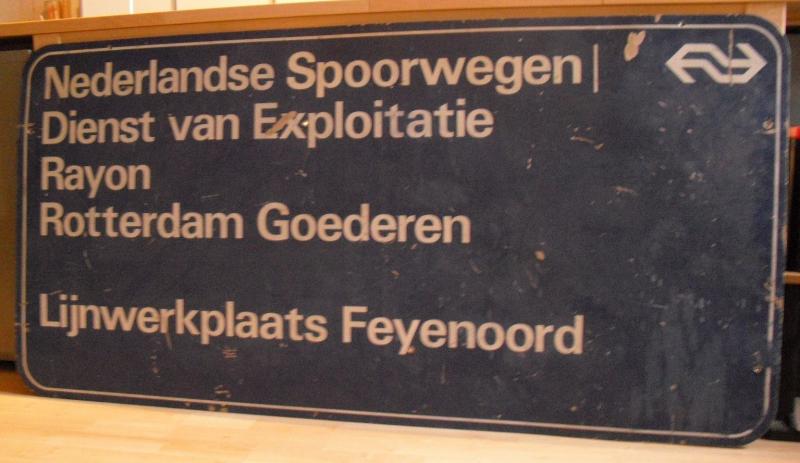 Nederlandse Spoorwegen
Dienst van Exploitatie
Rayon
Rotterdam Goederen
Lijnwerkplaats Feyenoord